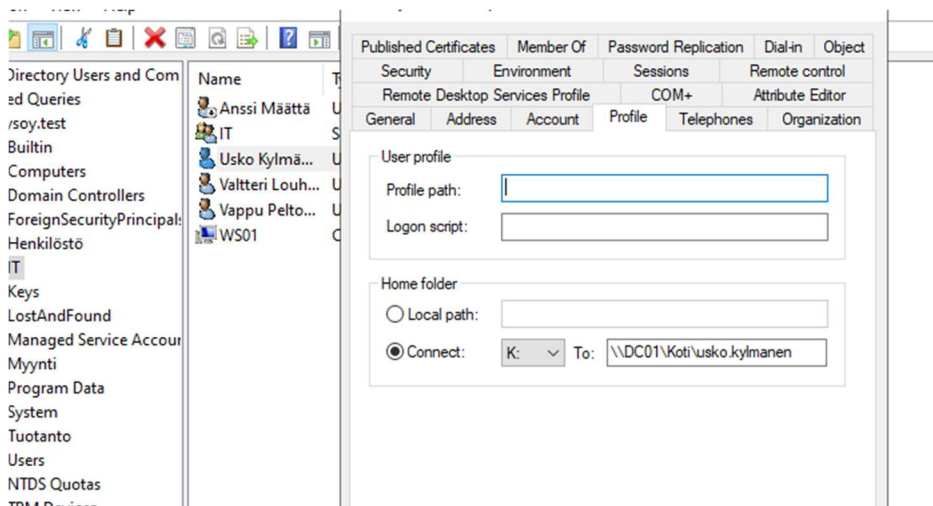 Directory Users and Com
ed Queries
vsoy.test
Builtin
Computers
Domain Controllers
ForeignSecurityPrincipals
Henkilöstö
IT
Keys
LostAndFound
Managed Service Accour
Myynti
Program Data
System
Tuotanto
Users
NTDS Quotas
Name
Anssi Määttä U
IT S
Usko Kylmä... U
Valtteri Louh... U
Vappu Pelto... U
WS01 C
Published Certificates Member Of Password Replication Dial-in Object
Security Environment Sessions Remote control
Remote Desktop Services Profile COM+ Attribute Editor
General Address Account Profile Telephones Organization
User profile
Profile path:
Logon script:
Home folder
Local path:
Connect: K: To: \\DC01\Koti\usko.kylmanen